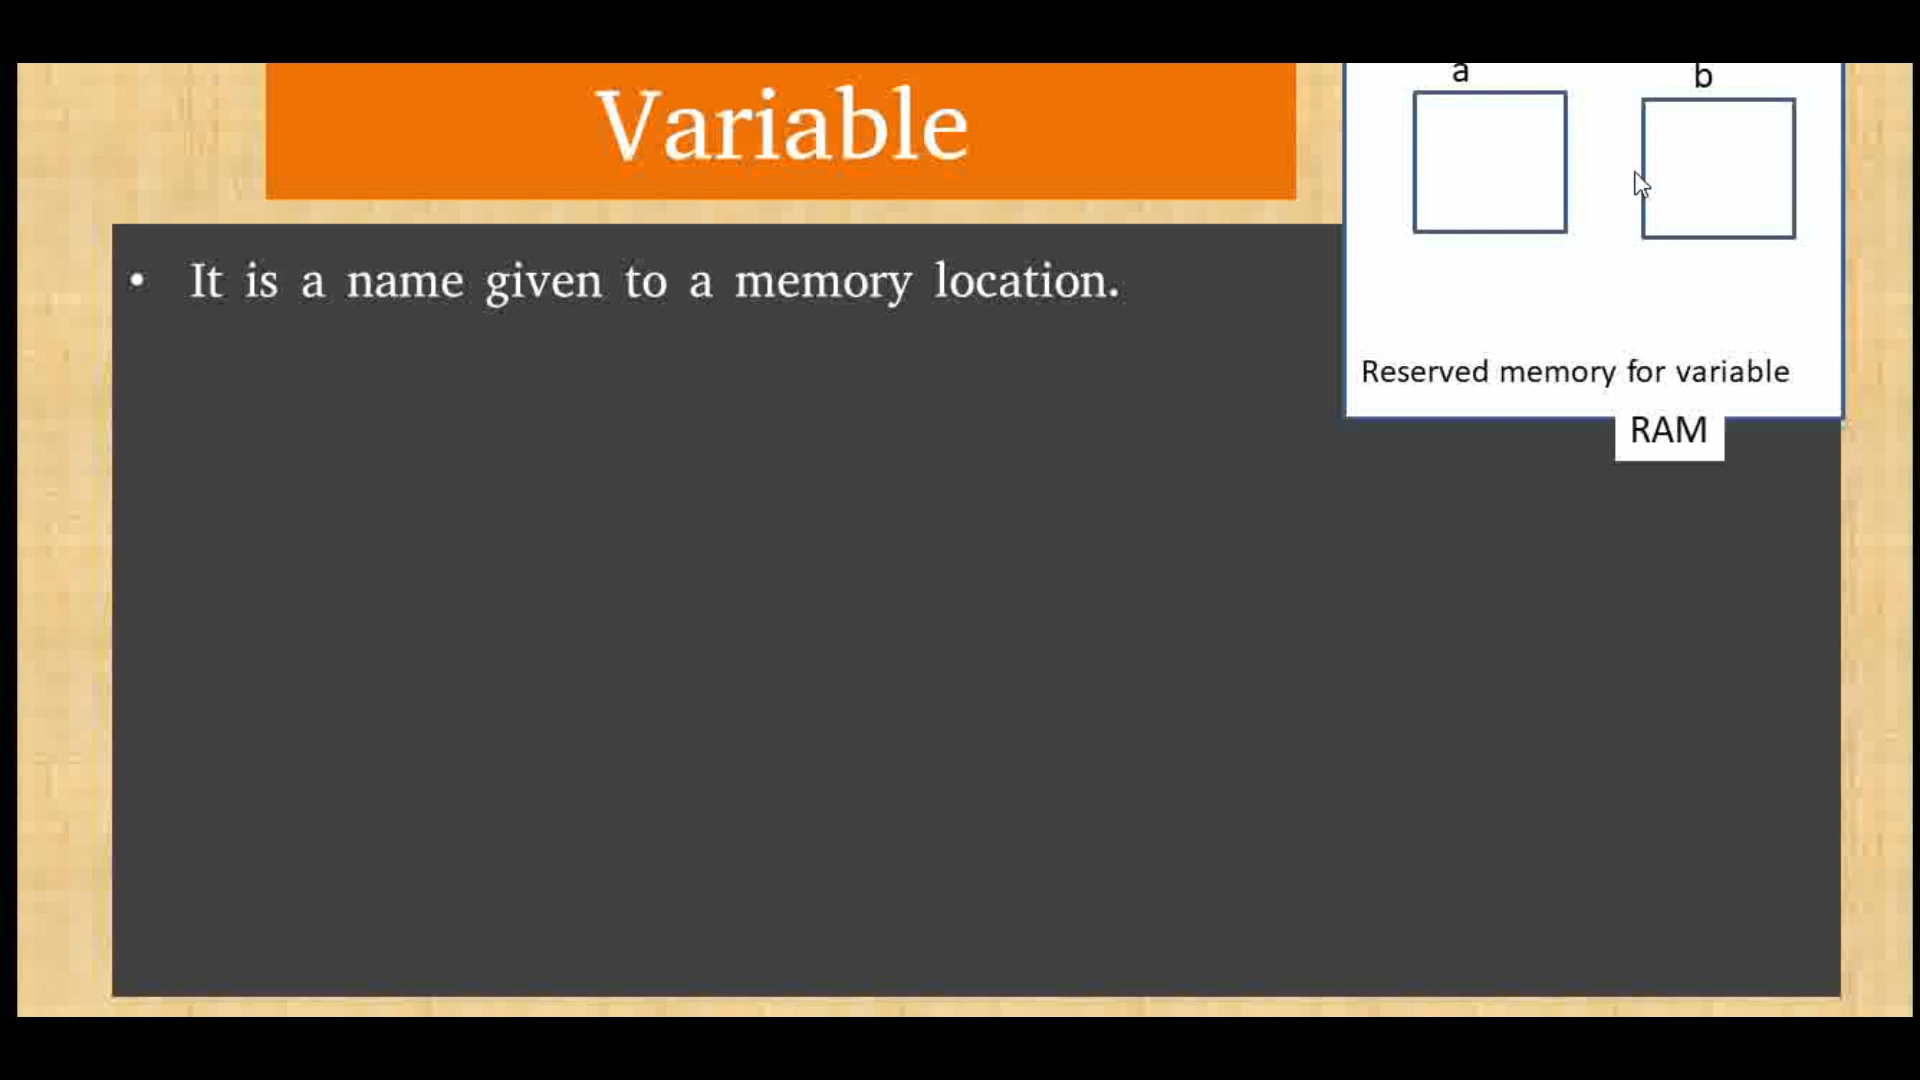 Variable
a b
• It is a name given to a memory location.
Reserved memory for variable
RAM